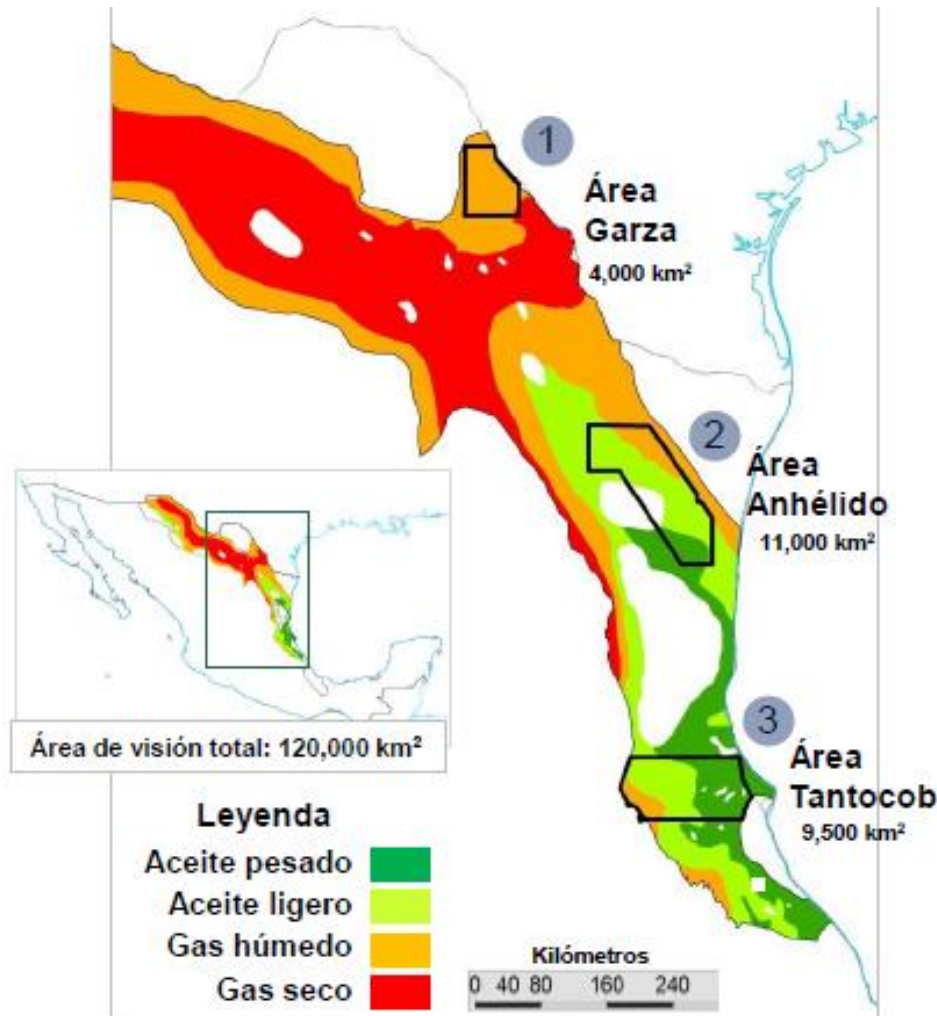 1
Área
Garza
4,000 km²
2
Área
Anhélido
11,000 km²
3
Área
Tantocob
9,500 km²
Área de visión total: 120,000 km²
Leyenda
Aceite pesado
Aceite ligero
Gas húmedo
Gas seco
Kilómetros
0 40 80 160 240